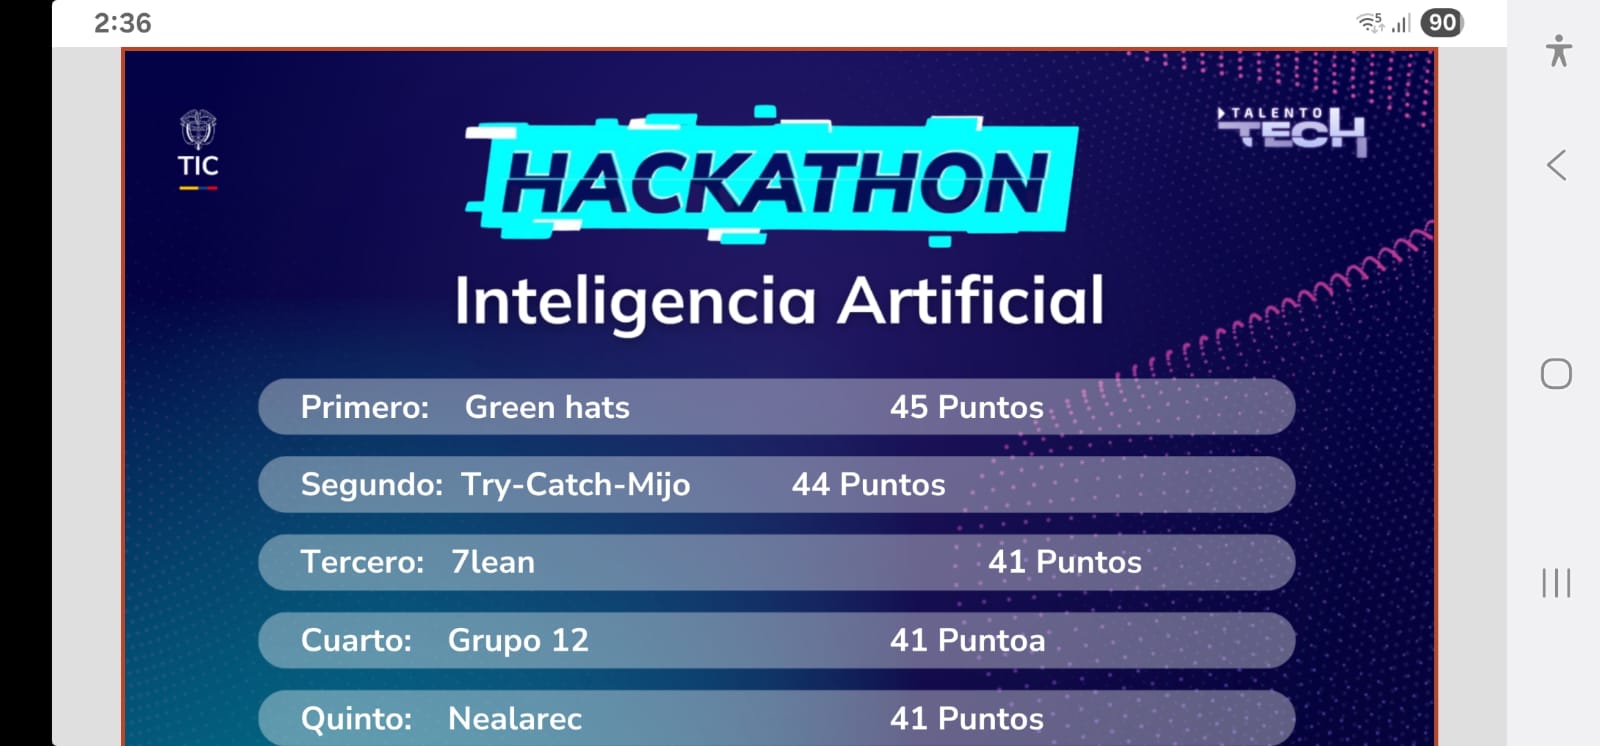 2:36
5
90
TIC
TALENTO
TECH
HACKATHON
Inteligencia Artificial
Primero: Green hats 45 Puntos
Segundo: Try-Catch-Mijo 44 Puntos
Tercero: 7lean 41 Puntos
Cuarto: Grupo 12 41 Puntoa
Quinto: Nealarec 41 Puntos